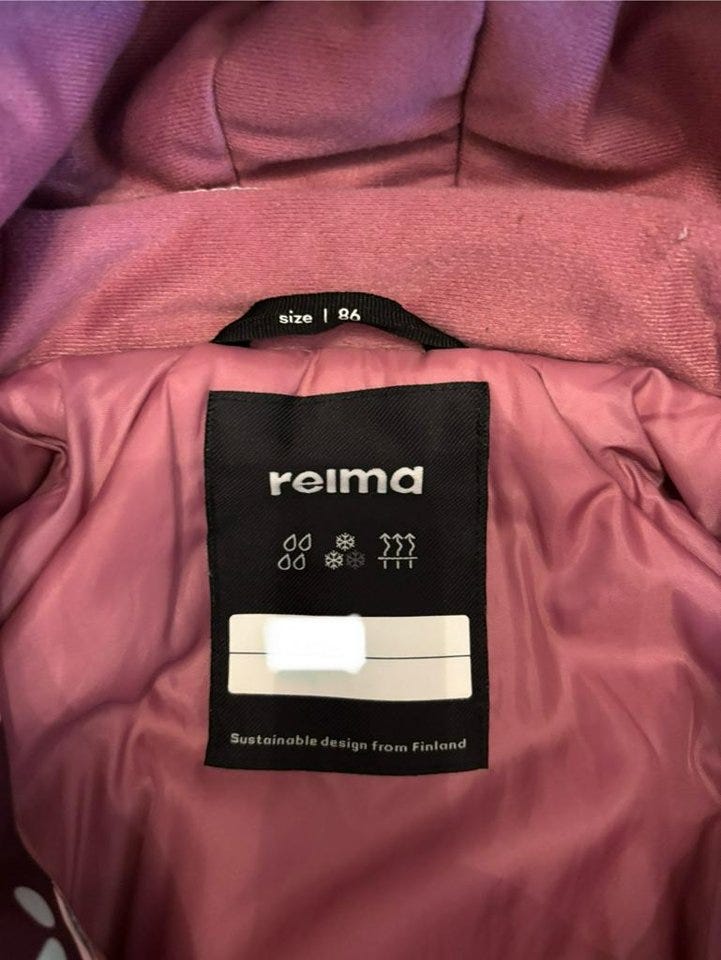 size | 86
reima
Sustainable design from Finland